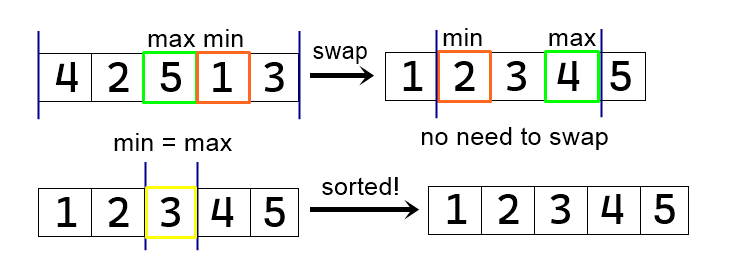 max min
4 2 5 1 3
swap
min max
1 2 3 4 5
no need to swap
min = max
1 2 3 4 5
sorted!
1 2 3 4 5